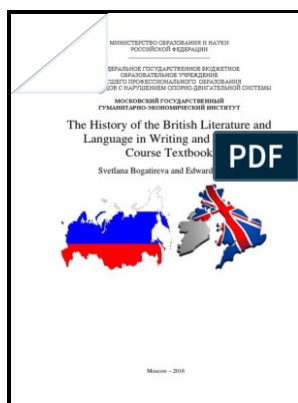 МИНИСТЕРСТВО ОБРАЗОВАНИЯ И НАУКИ
РОССИЙСКОЙ ФЕДЕРАЦИИ
ГОСУДАРСТВЕННОЕ БЮДЖЕТНОЕ
ОБРАЗОВАТЕЛЬНОЕ УЧРЕЖДЕНИЕ
ПРОФЕССИОНАЛЬНОГО ОБРАЗОВАНИЯ
С НАРУШЕНИЕМ ОПОРНО-ДВИГАТЕЛЬНОЙ СИСТЕМЫ
МОСКОВСКИЙ ГОСУДАРСТВЕННЫЙ
ГУМАНИТАРНО-ЭКОНОМИЧЕСКИЙ ИНСТИТУТ
The History of the British Literature and
Language in Writing and
Course Textbook
PDF
Svetlana Bogatireva and Edward
Moscow – 2016